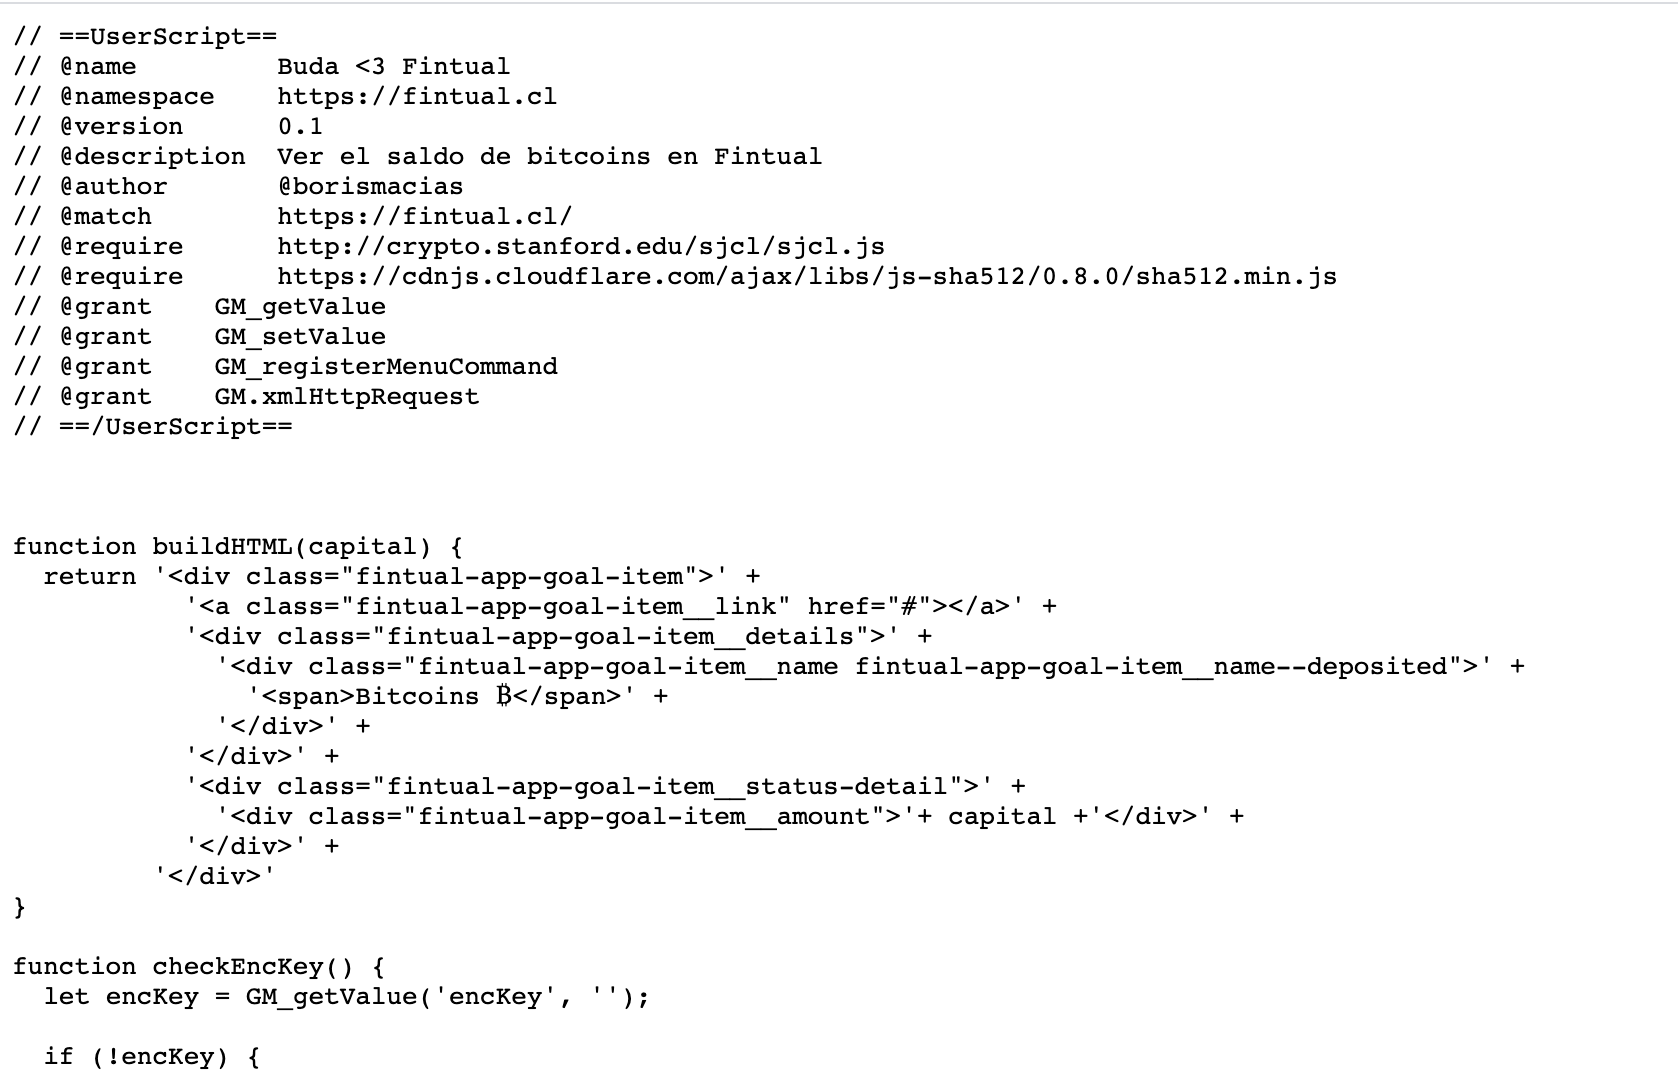 // ==UserScript==
// @name         Buda <3 Fintual
// @namespace    https://fintual.cl
// @version      0.1
// @description  Ver el saldo de bitcoins en Fintual
// @author       @borismacias
// @match        https://fintual.cl/
// @require      http://crypto.stanford.edu/sjcl/sjcl.js
// @require      https://cdnjs.cloudflare.com/ajax/libs/js-sha512/0.8.0/sha512.min.js
// @grant    GM_getValue
// @grant    GM_setValue
// @grant    GM_registerMenuCommand
// @grant    GM.xmlHttpRequest
// ==/UserScript==
function buildHTML(capital) {
  return '<div class="fintual-app-goal-item">' +
           '<a class="fintual-app-goal-item__link" href="#"></a>' +
           '<div class="fintual-app-goal-item__details">' +
             '<div class="fintual-app-goal-item__name fintual-app-goal-item__name--deposited">' +
               '<span>Bitcoins ₿</span>' +
             '</div>' +
           '</div>' +
           '<div class="fintual-app-goal-item__status-detail">' +
             '<div class="fintual-app-goal-item__amount">'+ capital +'</div>' +
           '</div>' +
         '</div>'
}
function checkEncKey() {
  let encKey = GM_getValue('encKey', '');
  if (!encKey) {